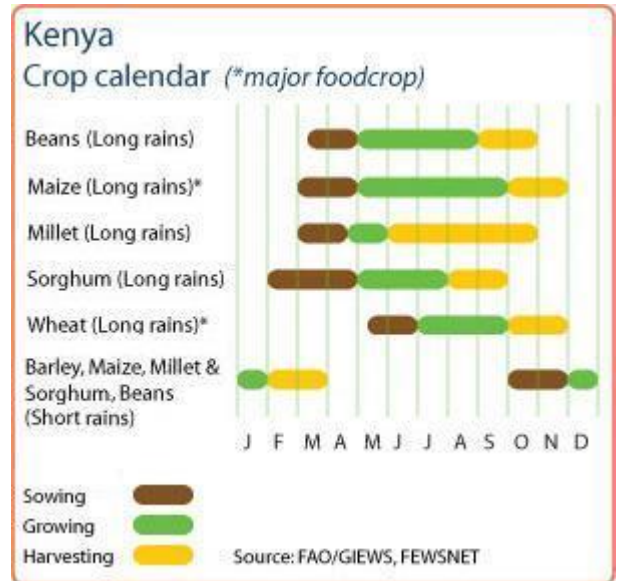 Kenya
Crop calendar (*major foodcrop)
Beans (Long rains)
Maize (Long rains)*
Millet (Long rains)
Sorghum (Long rains)
Wheat (Long rains)*
Barley, Maize, Millet &
Sorghum, Beans
(Short rains)
J F M A M J J A S O N D
Sowing
Growing
Harvesting
Source: FAO/GIEWS, FEWSNET